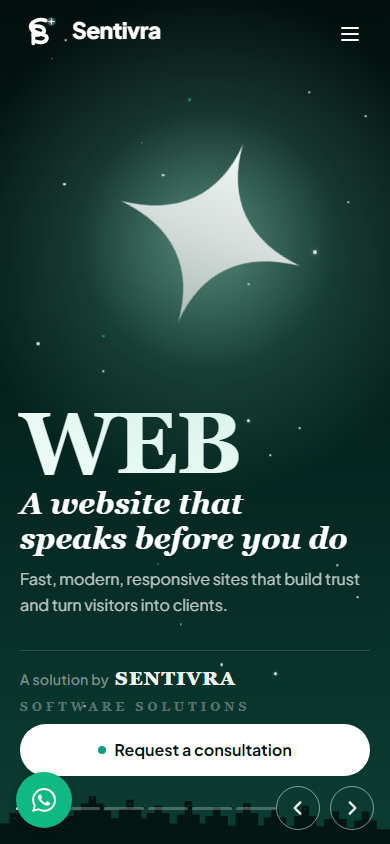 Sentivra
WEB
A website that
speaks before you do
Fast, modern, responsive sites that build trust
and turn visitors into clients.
A solution by SENTIVRA
SOFTWARE SOLUTIONS
Request a consultation